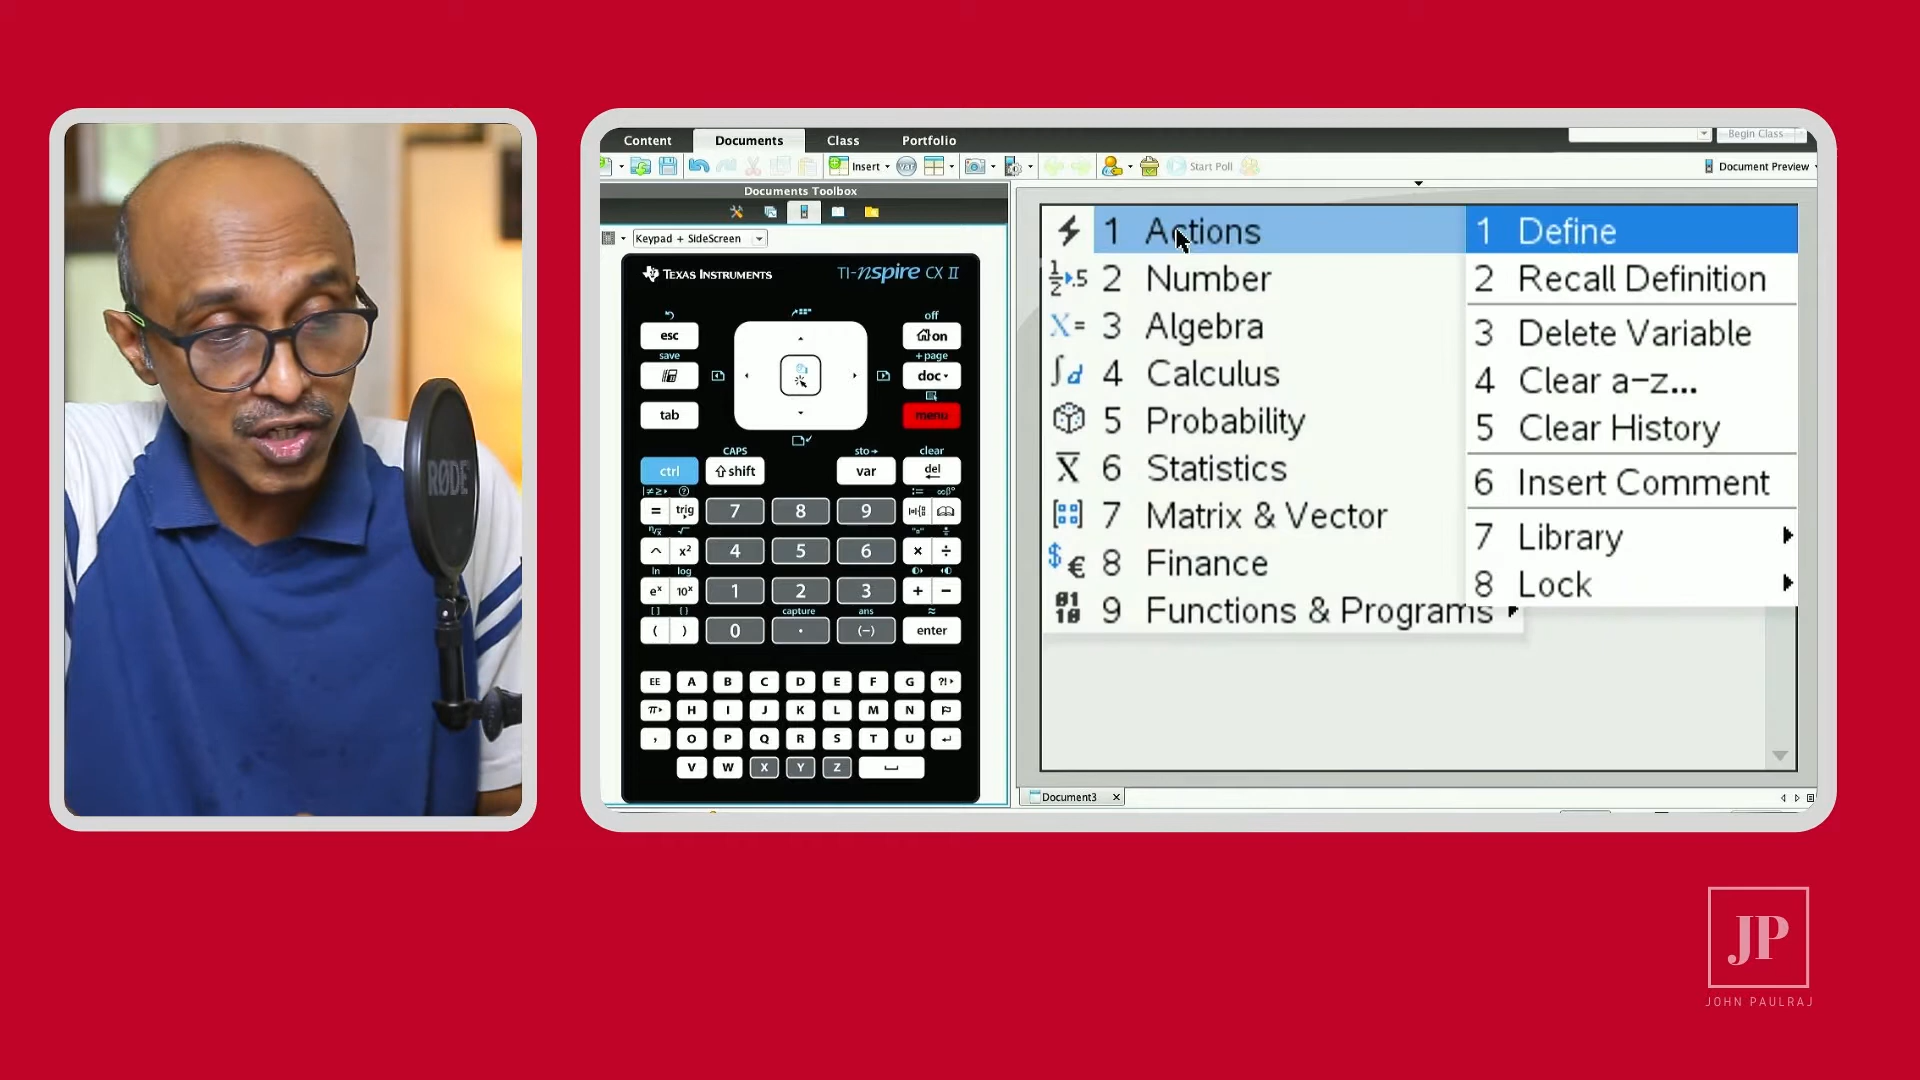 Content Documents Class Portfolio
Begin Class
Insert
Start Poll
Document Preview
Documents Toolbox
Keypad + SideScreen
TEXAS INSTRUMENTS
TI-nspire CX II
off
esc
on
save
+ page
doc
tab
menu
CAPS
sto→
clear
ctrl
shift
var
del
= trig 7 8 9
^ x² 4 5 6 × ÷
ln log
eˣ 10ˣ 1 2 3 + −
[ ] { } capture ans ≈
( ) 0 . (−) enter
EE A B C D E F G ?!▸
π▸ H I J K L M N
, O P Q R S T U
V W X Y Z
1 Actions
2 Number
3 Algebra
4 Calculus
5 Probability
6 Statistics
7 Matrix & Vector
8 Finance
9 Functions & Programs
1 Define
2 Recall Definition
3 Delete Variable
4 Clear a−z...
5 Clear History
6 Insert Comment
7 Library
8 Lock
Document3
RØDE
JP
JOHN PAULRAJ